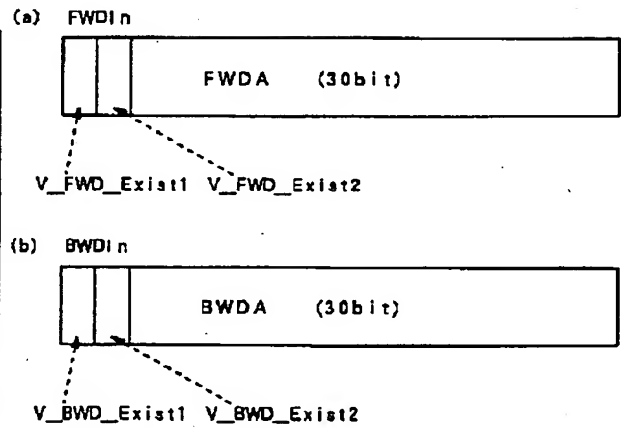 (a) FWDIn
FWDA (30bit)
V_FWD_Exist1 V_FWD_Exist2
(b) BWDIn
BWDA (30bit)
V_BWD_Exist1 V_BWD_Exist2